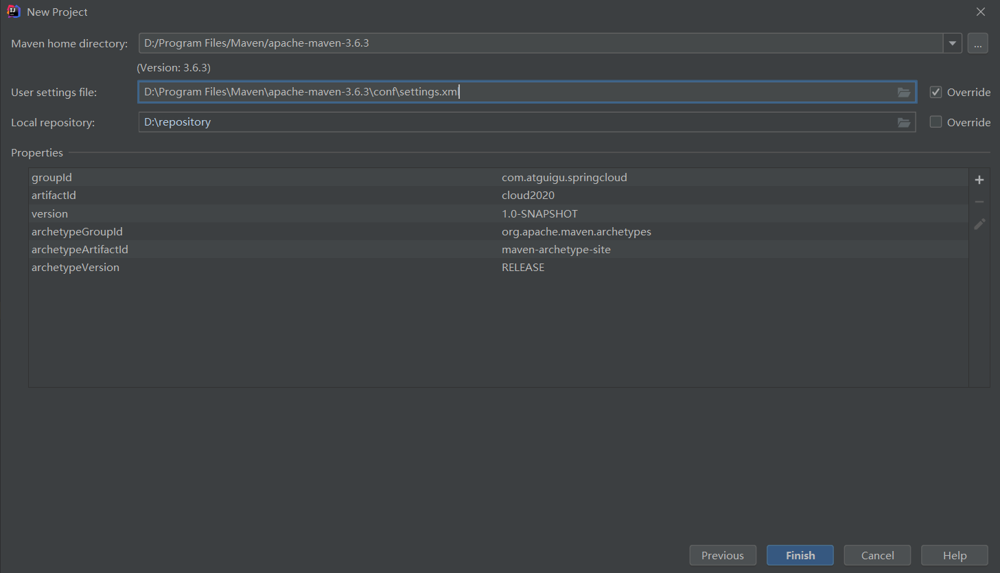 New Project
Maven home directory: D:/Program Files/Maven/apache-maven-3.6.3 ...
(Version: 3.6.3)
User settings file: D:\Program Files\Maven\apache-maven-3.6.3\conf\settings.xml Override
Local repository: D:\repository Override
Properties
groupId com.atguigu.springcloud
artifactId cloud2020
version 1.0-SNAPSHOT
archetypeGroupId org.apache.maven.archetypes
archetypeArtifactId maven-archetype-site
archetypeVersion RELEASE
Previous Finish Cancel Help